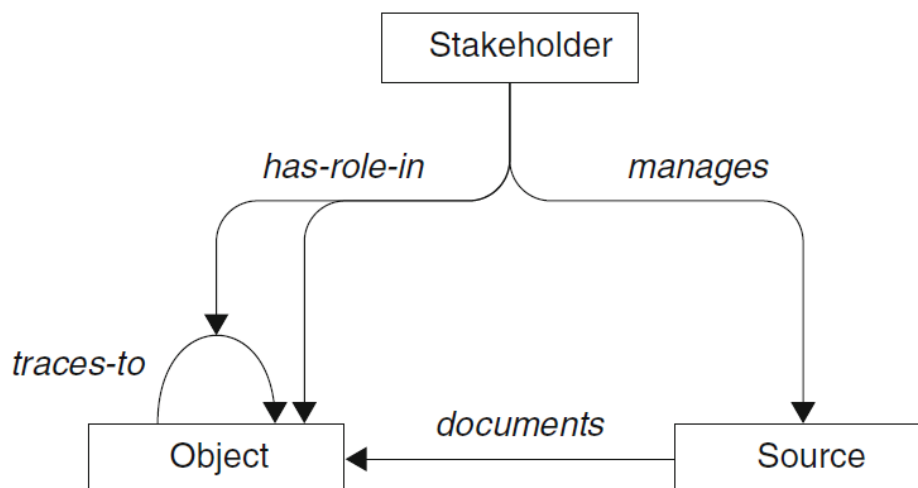 Stakeholder
has-role-in
manages
traces-to
documents
Object
Source